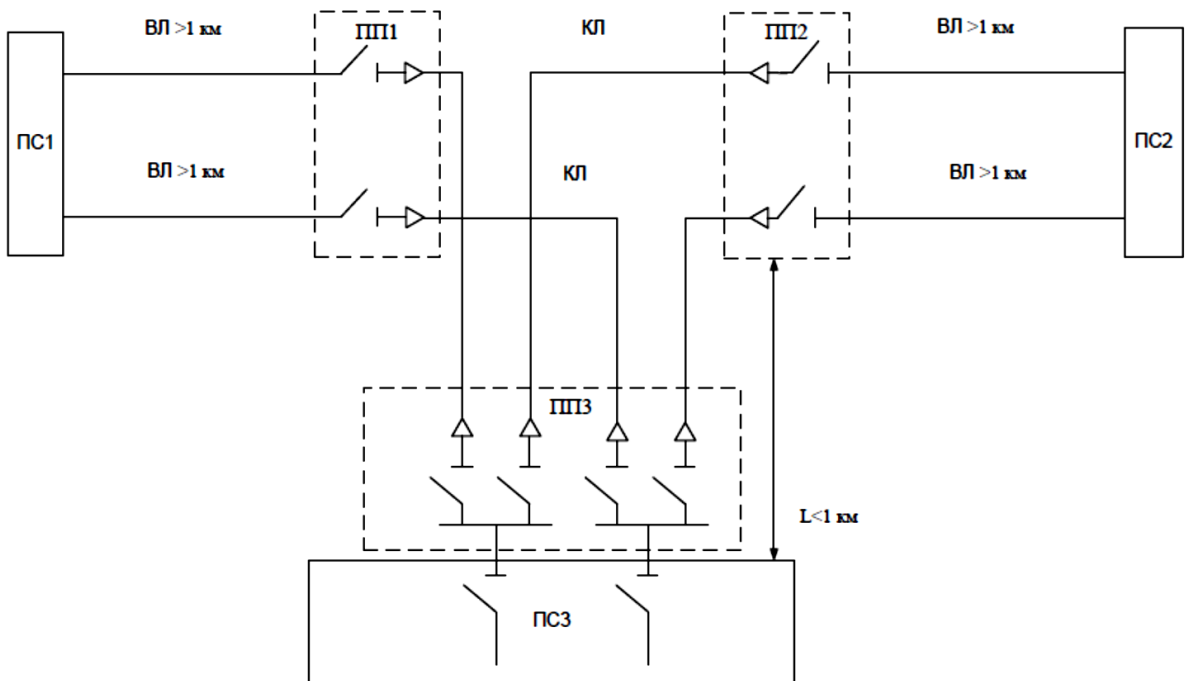 ВЛ >1 км
ПП1
КЛ
ПП2
ВЛ >1 км
ПС1
ПС2
ВЛ >1 км
КЛ
ВЛ >1 км
ПП3
L<1 км
ПС3